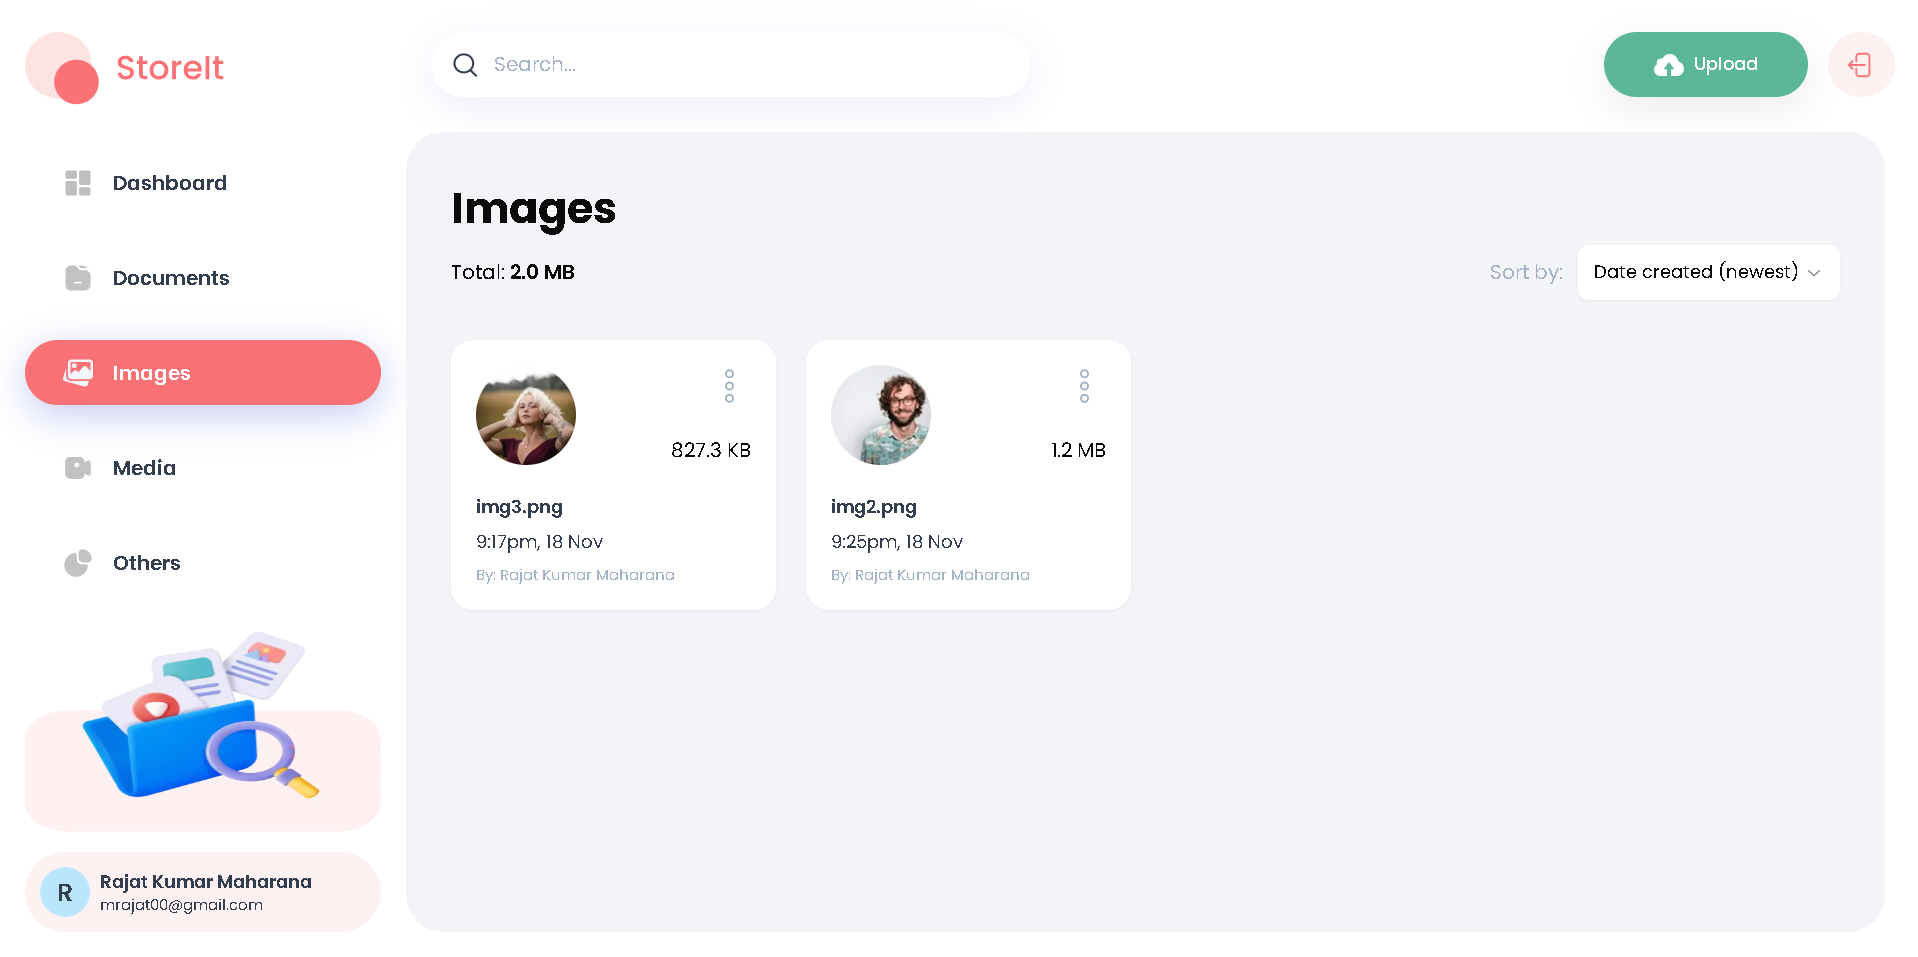 StoreIt
Search...
Upload
Dashboard
Documents
Images
Media
Others
Rajat Kumar Maharana
mrajat00@gmail.com
R
Images
Total: 2.0 MB
Sort by:
Date created (newest)
827.3 KB
img3.png
9:17pm, 18 Nov
By: Rajat Kumar Maharana
1.2 MB
img2.png
9:25pm, 18 Nov
By: Rajat Kumar Maharana